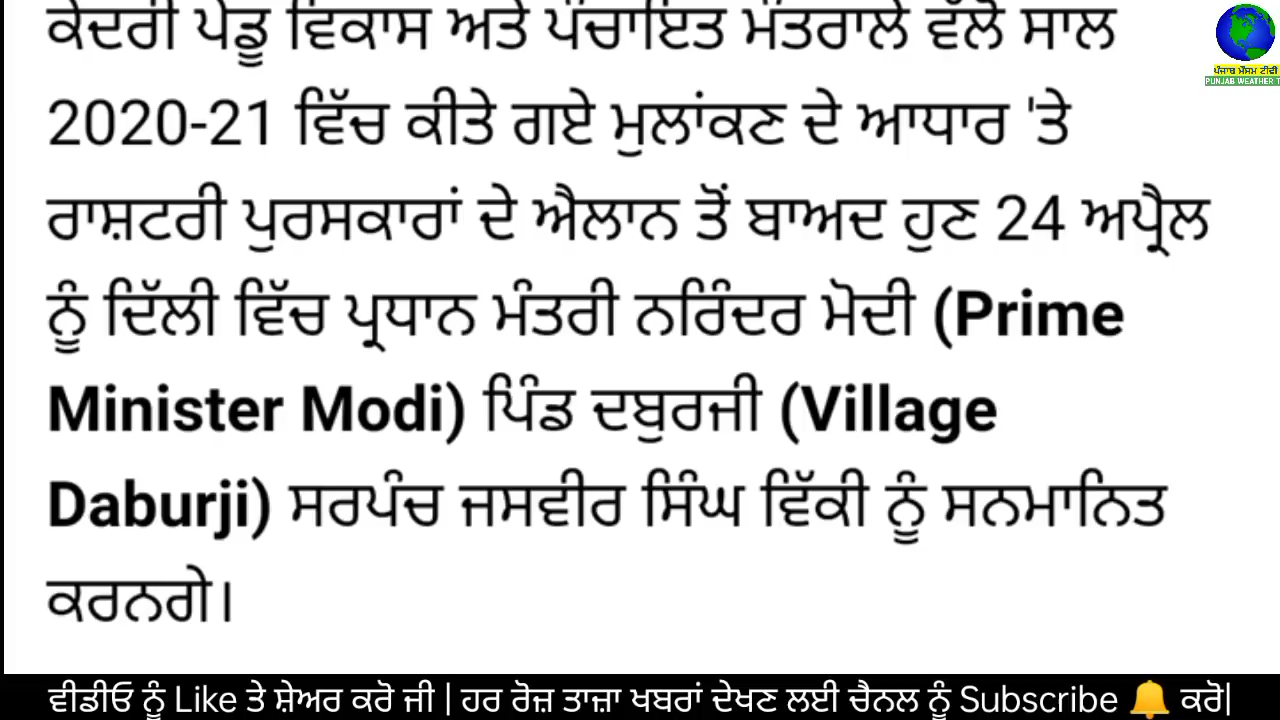 ਕੇਂਦਰੀ ਪੇਂਡੂ ਵਿਕਾਸ ਅਤੇ ਪੰਚਾਇਤ ਮੰਤਰਾਲੇ ਵੱਲੋਂ ਸਾਲ
2020-21 ਵਿੱਚ ਕੀਤੇ ਗਏ ਮੁਲਾਂਕਣ ਦੇ ਆਧਾਰ 'ਤੇ
ਰਾਸ਼ਟਰੀ ਪੁਰਸਕਾਰਾਂ ਦੇ ਐਲਾਨ ਤੋਂ ਬਾਅਦ ਹੁਣ 24 ਅਪ੍ਰੈਲ
ਨੂੰ ਦਿੱਲੀ ਵਿੱਚ ਪ੍ਰਧਾਨ ਮੰਤਰੀ ਨਰਿੰਦਰ ਮੋਦੀ (Prime
Minister Modi) ਪਿੰਡ ਦਬੁਰਜੀ (Village
Daburji) ਸਰਪੰਚ ਜਸਵੀਰ ਸਿੰਘ ਵਿੱਕੀ ਨੂੰ ਸਨਮਾਨਿਤ
ਕਰਨਗੇ।
ਪੰਜਾਬ ਮੌਸਮ ਟੀਵੀ
PUNJAB WEATHER T
ਵੀਡੀਓ ਨੂੰ Like ਤੇ ਸ਼ੇਅਰ ਕਰੋ ਜੀ | ਹਰ ਰੋਜ਼ ਤਾਜ਼ਾ ਖਬਰਾਂ ਦੇਖਣ ਲਈ ਚੈਨਲ ਨੂੰ Subscribe 🔔 ਕਰੋ|